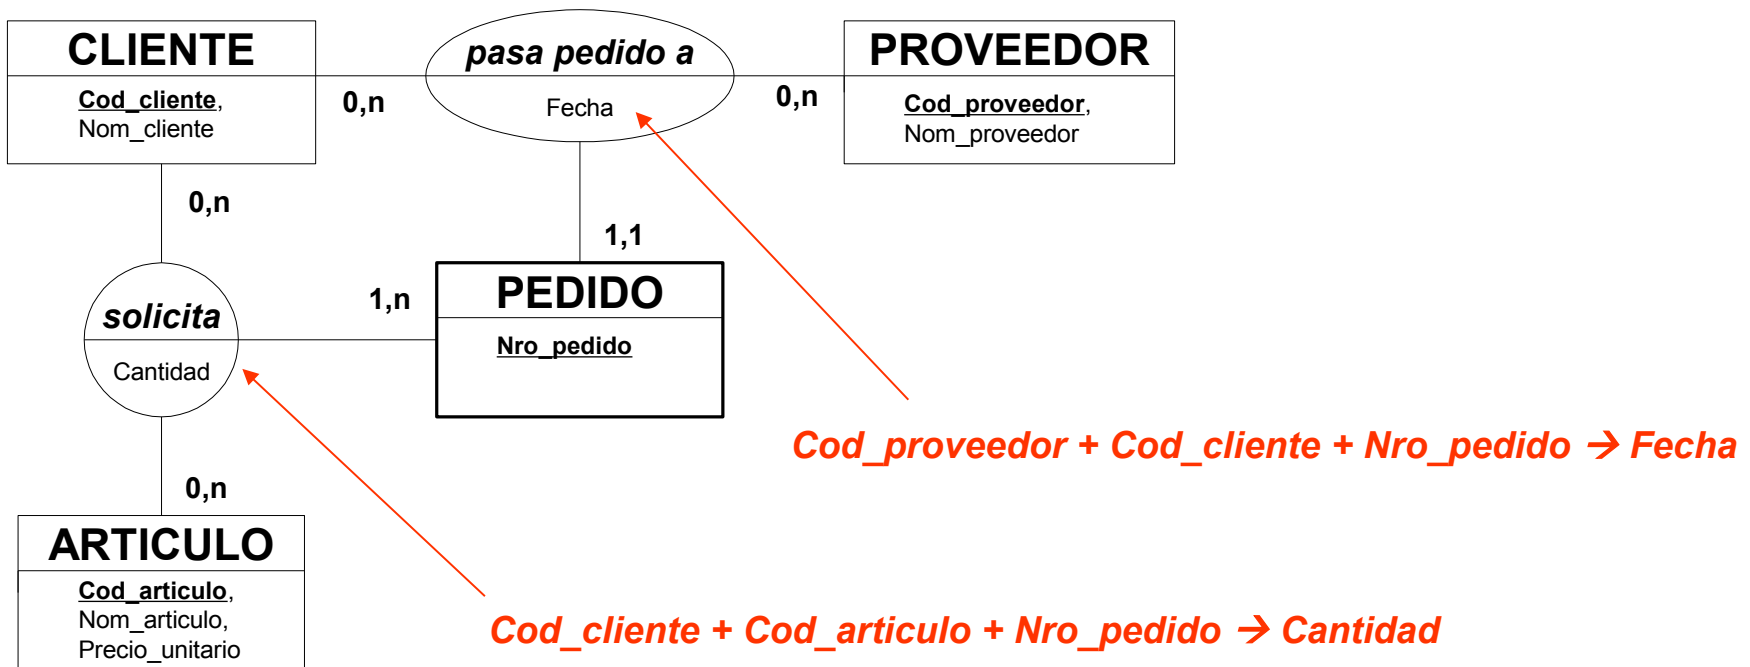 CLIENTE
Cod_cliente,
Nom_cliente
0,n
pasa pedido a
Fecha
0,n
PROVEEDOR
Cod_proveedor,
Nom_proveedor
0,n
1,1
solicita
Cantidad
1,n
PEDIDO
Nro_pedido
Cod_proveedor + Cod_cliente + Nro_pedido → Fecha
0,n
ARTICULO
Cod_articulo,
Nom_articulo,
Precio_unitario
Cod_cliente + Cod_articulo + Nro_pedido → Cantidad